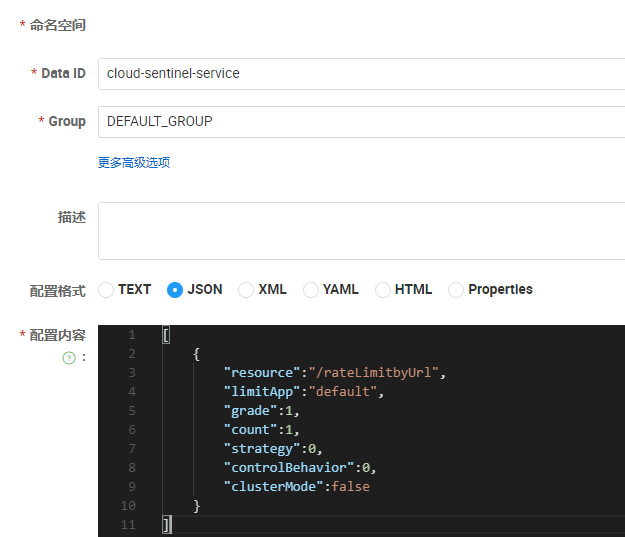 * 命名空间
* Data ID cloud-sentinel-service
* Group DEFAULT_GROUP
更多高级选项
描述
配置格式 TEXT JSON XML YAML HTML Properties
* 配置内容 ? :
1 [
2 {
3 "resource":"/rateLimitbyUrl",
4 "limitApp":"default",
5 "grade":1,
6 "count":1,
7 "strategy":0,
8 "controlBehavior":0,
9 "clusterMode":false
10 }
11 ]